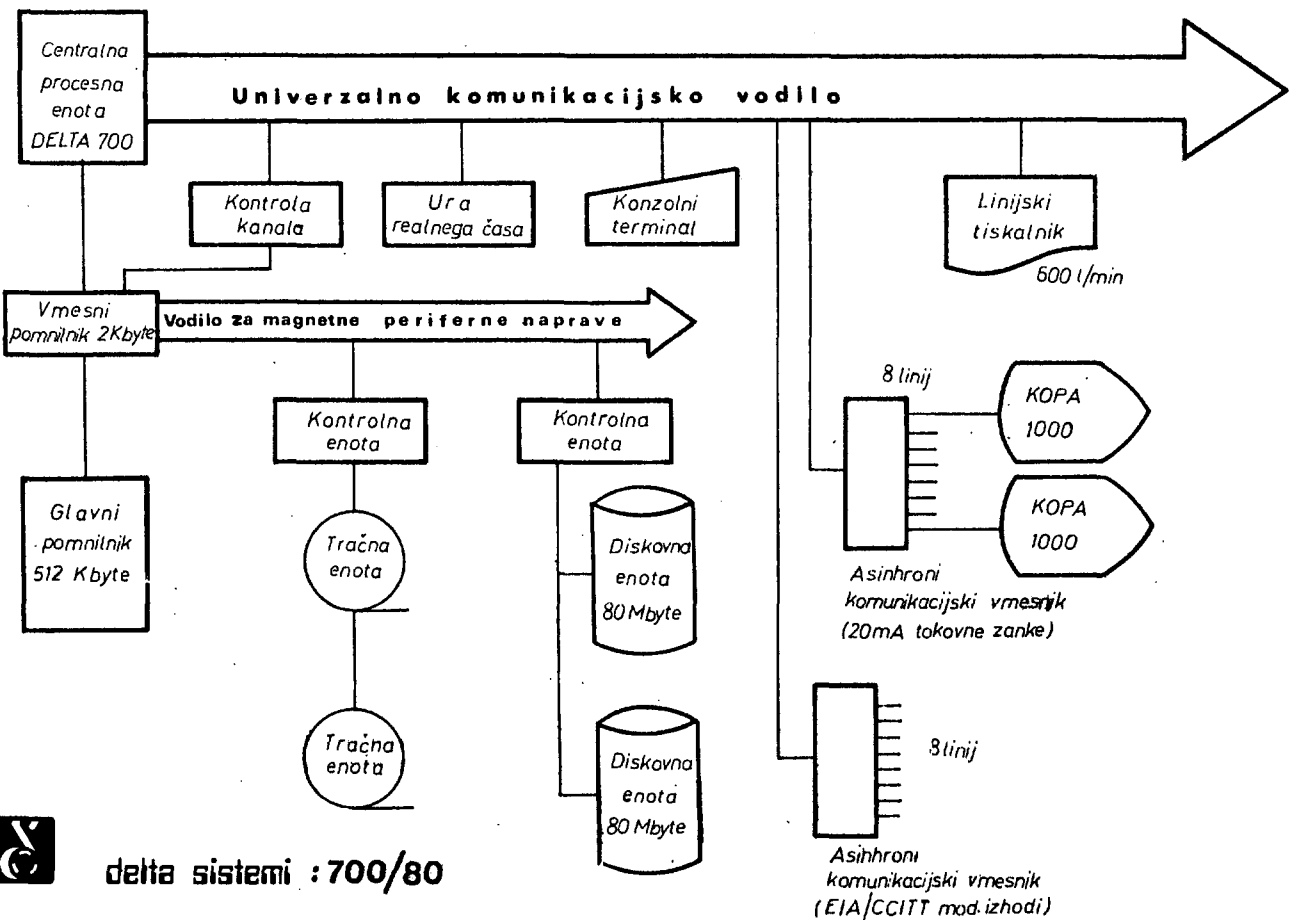 Centralna
procesna
enota
DELTA 700
Univerzalno komunikacijsko vodilo
Kontrola
kanala
Ura
realnega časa
Konzolni
terminal
Linijski
tiskalnik
600 l/min
Vmesni
pomnilnik 2Kbyte
Vodilo za magnetne periferne naprave
Kontrolna
enota
Kontrolna
enota
8 linij
KOPA
1000
KOPA
1000
Glavni
pomnilnik
512 Kbyte
Tračna
enota
Diskovna
enota
80 Mbyte
Asinhroni
komunikacijski vmesnik
(20mA tokovne zanke)
Tračna
enota
Diskovna
enota
80 Mbyte
8 linij
delta sistemi : 700/80
Asihhroni
komunikacijski vmesnik
(EIA/CCITT mod. izhodi)